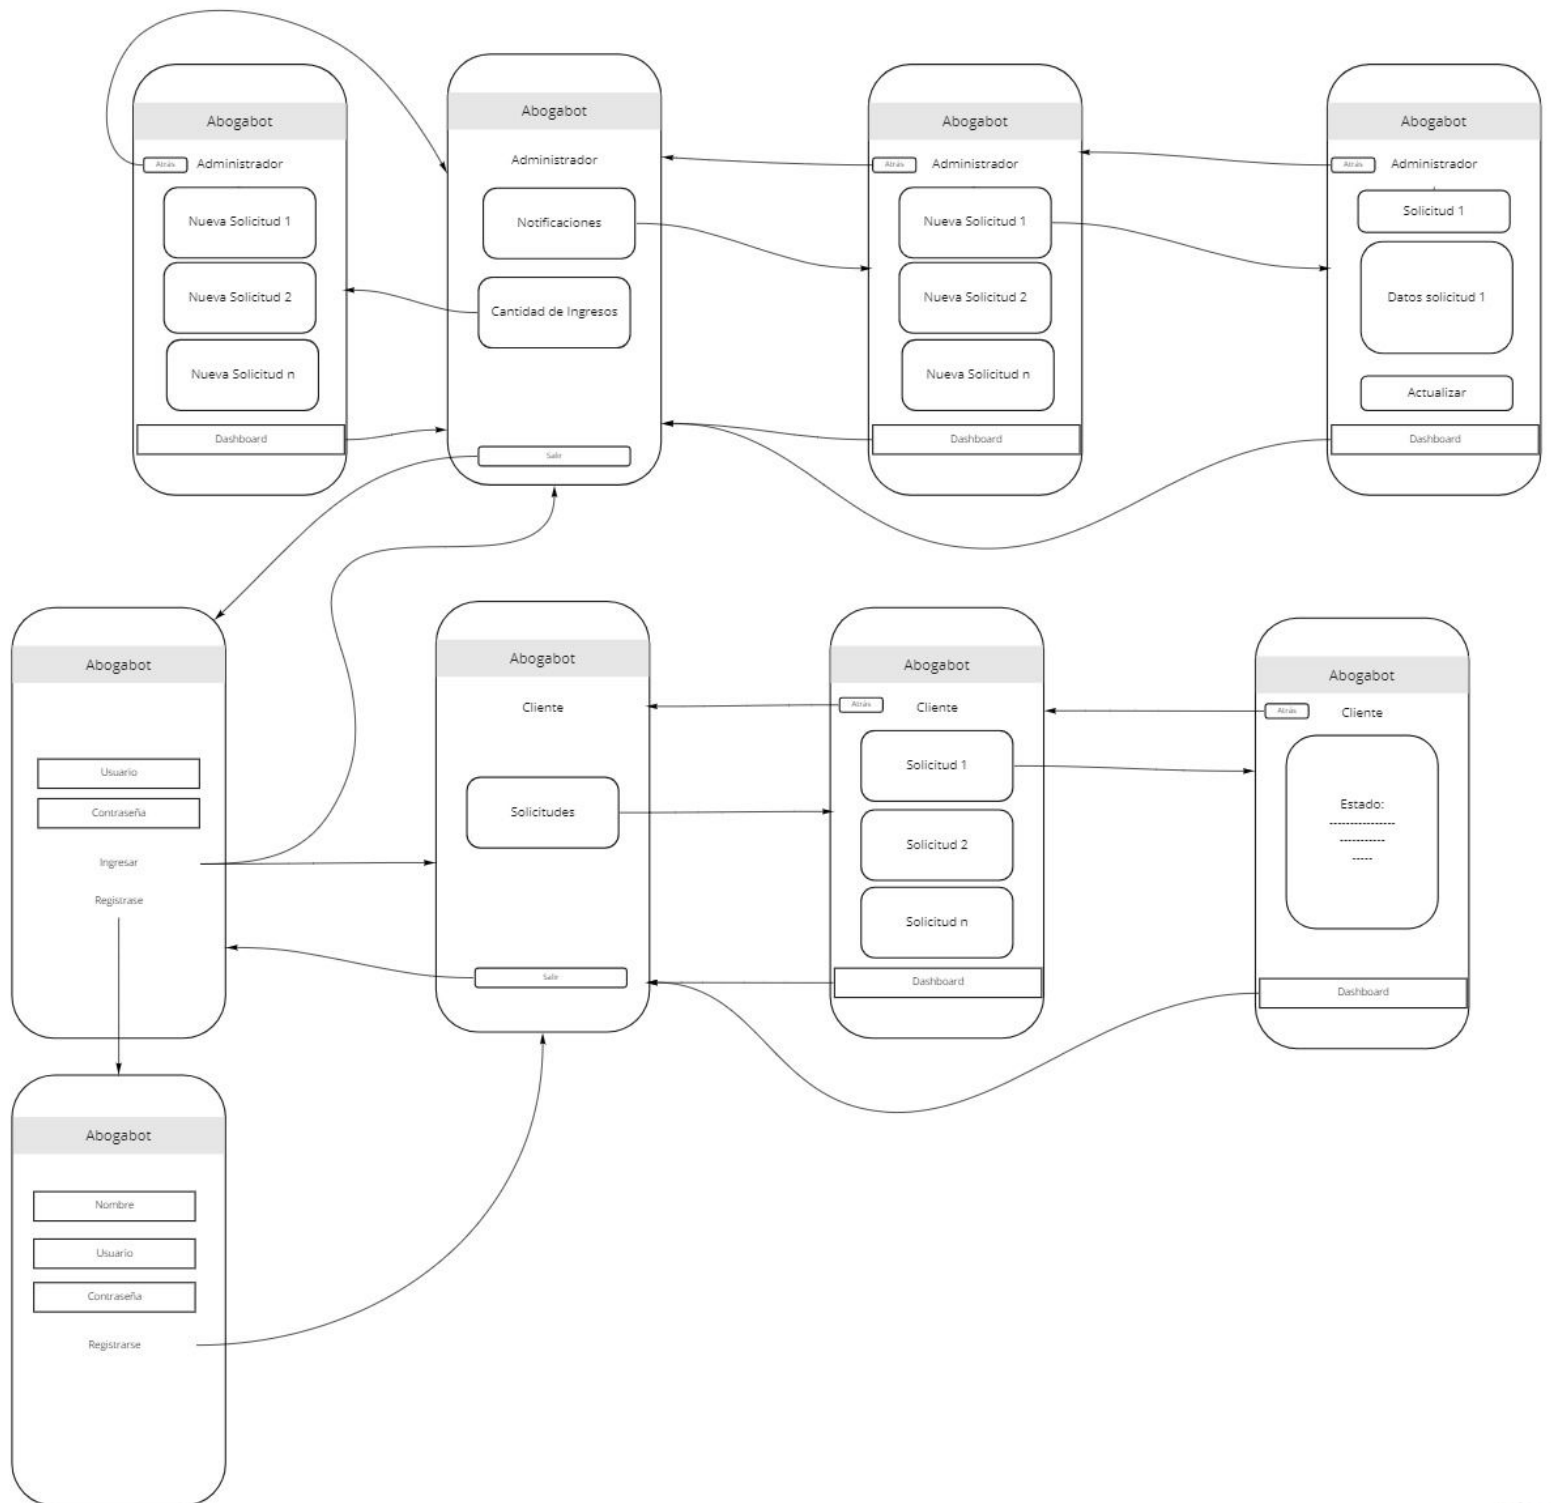 Abogabot
Atrás
Administrador
Nueva Solicitud 1
Nueva Solicitud 2
Nueva Solicitud n
Dashboard
Abogabot
Administrador
Notificaciones
Cantidad de Ingresos
Salir
Abogabot
Atrás
Administrador
Nueva Solicitud 1
Nueva Solicitud 2
Nueva Solicitud n
Dashboard
Abogabot
Atrás
Administrador
Solicitud 1
Datos solicitud 1
Actualizar
Dashboard
Abogabot
Usuario
Contraseña
Ingresar
Registrase
Abogabot
Cliente
Solicitudes
Salir
Abogabot
Atrás
Cliente
Solicitud 1
Solicitud 2
Solicitud n
Dashboard
Abogabot
Atrás
Cliente
Estado:
----------------
-----------
-----
Dashboard
Abogabot
Nombre
Usuario
Contraseña
Registrarse